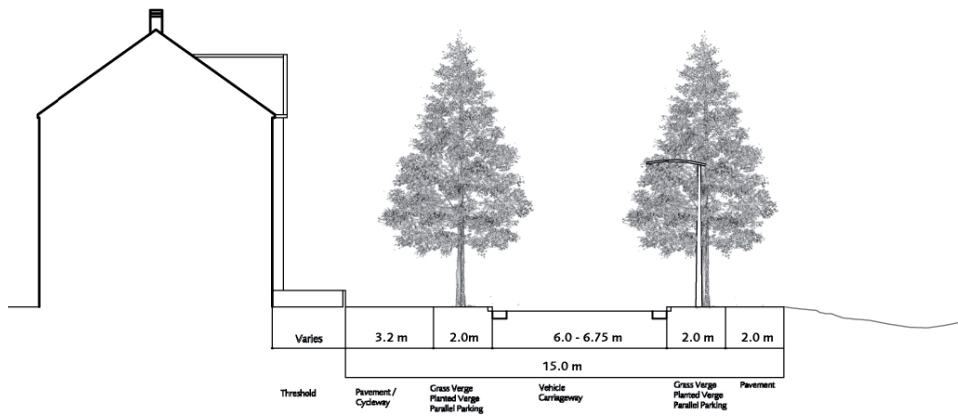 Varies 3.2 m 2.0m 6.0 - 6.75 m 2.0 m 2.0 m
15.0 m
Threshold
Pavement /
Cycleway
Grass Verge
Planted Verge
Parallel Parking
Vehicle
Carriageway
Grass Verge
Planted Verge
Parallel Parking
Pavement